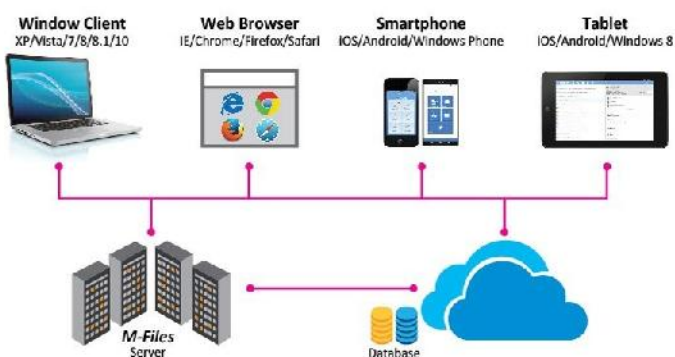 Window Client
XP/Vista/7/8/8.1/10
Web Browser
IE/Chrome/Firefox/Safari
Smartphone
iOS/Android/Windows Phone
Tablet
iOS/Android/Windows 8
M-Files
Server
Database